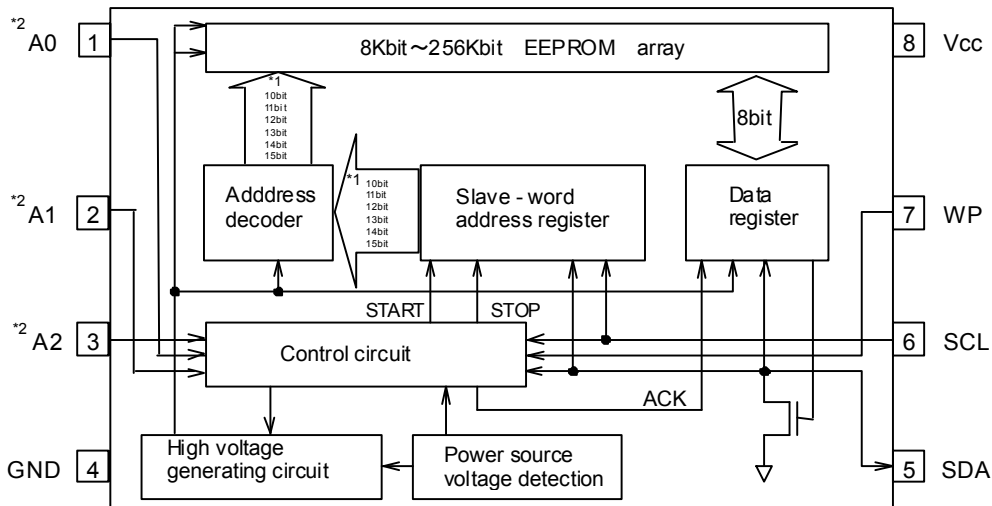 *2 A0 1
8Kbit～256Kbit EEPROM array
8 Vcc
*1
10bit
11bit
12bit
13bit
14bit
15bit
8bit
*2 A1 2
Adddress
decoder
*1
10bit
11bit
12bit
13bit
14bit
15bit
Slave - word
address register
Data
register
7 WP
START
STOP
*2 A2 3
Control circuit
6 SCL
ACK
GND 4
High voltage
generating circuit
Power source
voltage detection
5 SDA